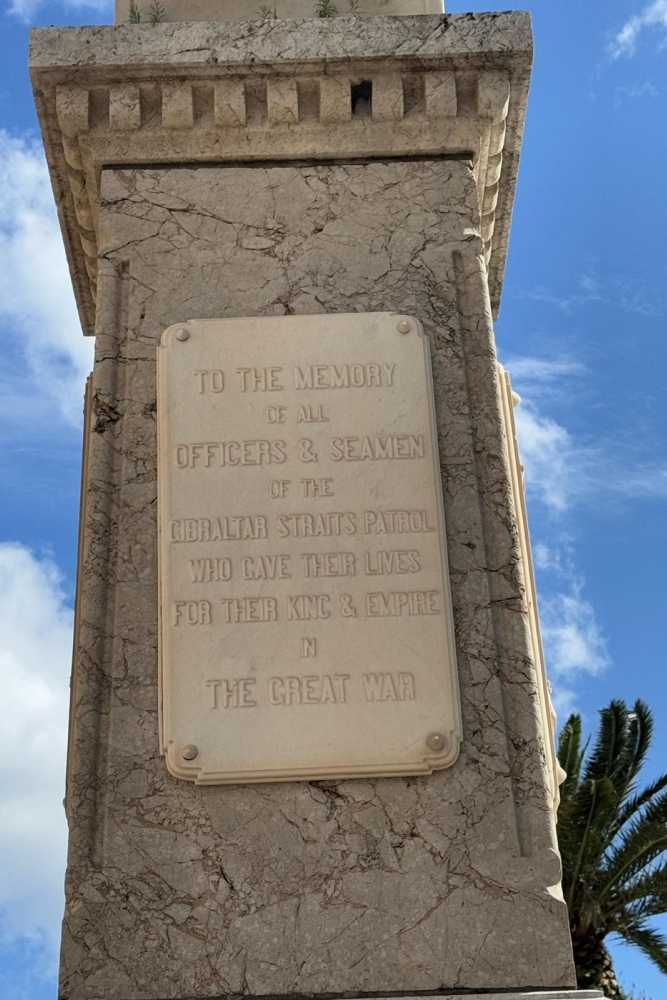 TO THE MEMORY
OF ALL
OFFICERS & SEAMEN
OF THE
GIBRALTAR STRAITS PATROL
WHO GAVE THEIR LIVES
FOR THEIR KING & EMPIRE
IN
THE GREAT WAR